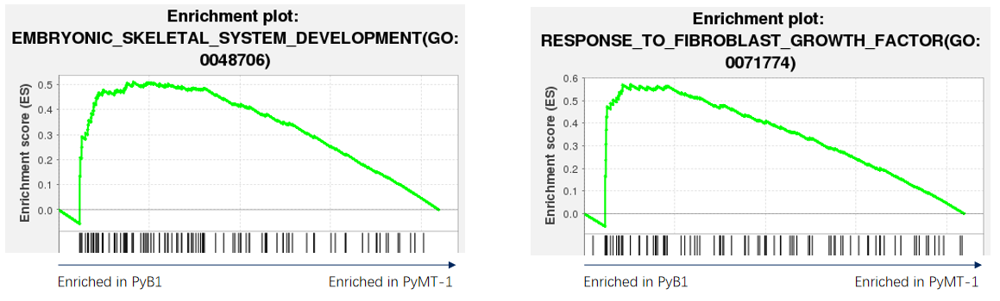 Enrichment plot:
EMBRYONIC_SKELETAL_SYSTEM_DEVELOPMENT(GO:
0048706)
Enrichment score (ES)
0.5
0.4
0.3
0.2
0.1
0.0
Enriched in PyB1
Enriched in PyMT-1
Enrichment plot:
RESPONSE_TO_FIBROBLAST_GROWTH_FACTOR(GO:
0071774)
Enrichment score (ES)
0.6
0.5
0.4
0.3
0.2
0.1
0.0
Enriched in PyB1
Enriched in PyMT-1